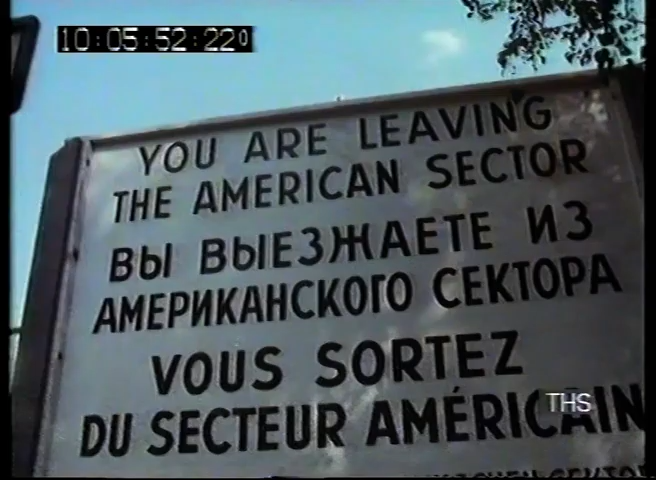 10:05:52:22
YOU ARE LEAVING
THE AMERICAN SECTOR
ВЫ ВЫЕЗЖАЕТЕ ИЗ
АМЕРИКАНСКОГО СЕКТОРА
VOUS SORTEZ
DU SECTEUR AMÉRICAIN
THS